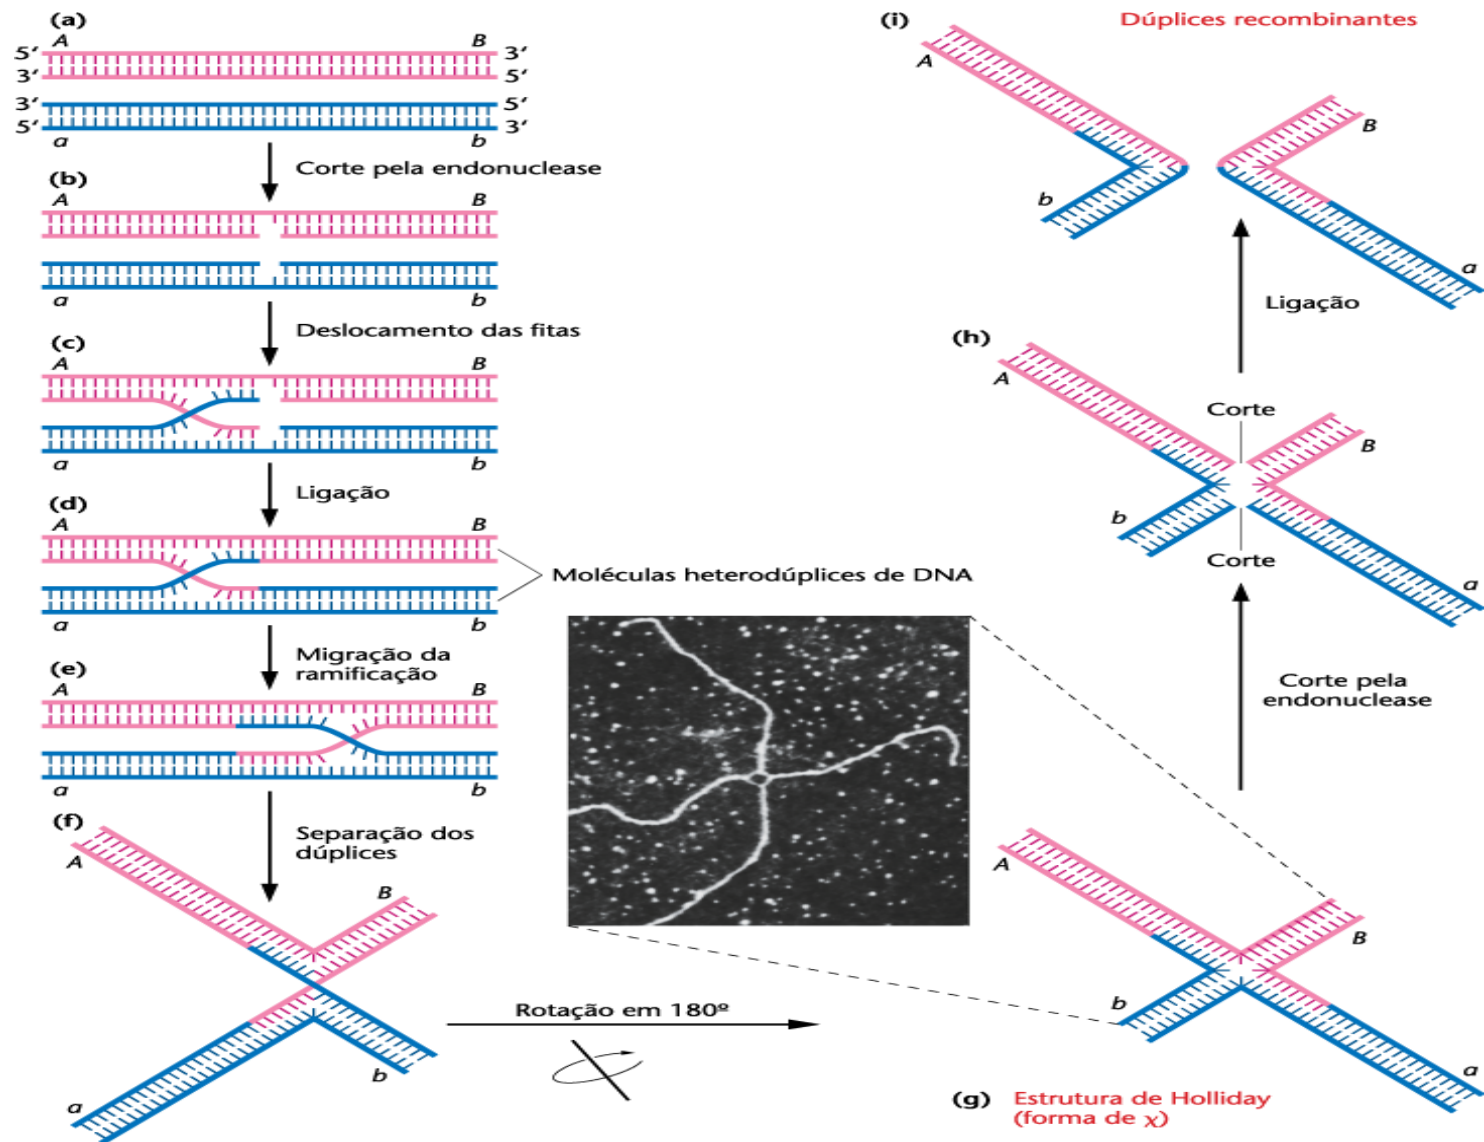 (a)
A B
5‘ 3‘
3‘ 5‘
3‘ 5‘
5‘ 3‘
a b
Corte pela endonuclease
(b)
A B
a b
Deslocamento das fitas
(c)
A B
a b
Ligação
(d)
A B
Moléculas heterodúplices de DNA
a b
Migração da
ramificação
(e)
A B
a b
Separação dos
dúplices
(f)
A
B
a
b
Rotação em 180º
(g) Estrutura de Holliday
(forma de χ)
A
B
b
a
Corte pela
endonuclease
(h)
A
Corte
B
b
Corte
a
Ligação
(i) Dúplices recombinantes
A
B
b
a